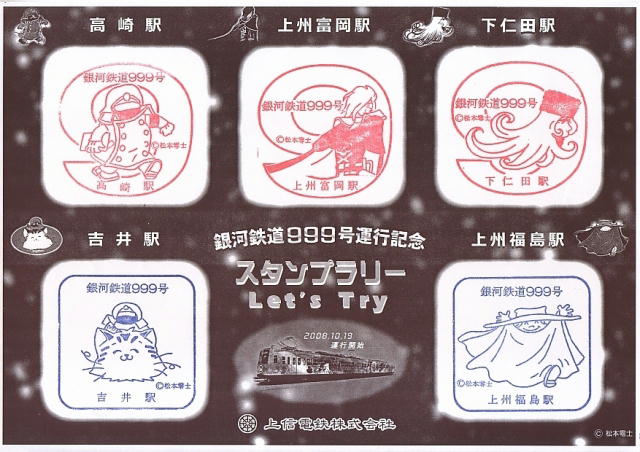 高崎駅
上州富岡駅
下仁田駅
銀河鉄道999号
©松本零士
高崎駅
銀河鉄道999号
©松本零士
上州富岡駅
銀河鉄道999号
©松本零士
下仁田駅
吉井駅
銀河鉄道999号運行記念
上州福島駅
スタンプラリー
Let's Try
銀河鉄道999号
©松本零士
吉井駅
2008.10.19
運行開始
銀河鉄道999号
©松本零士
上州福島駅
上信電鉄株式会社
© 松本零士